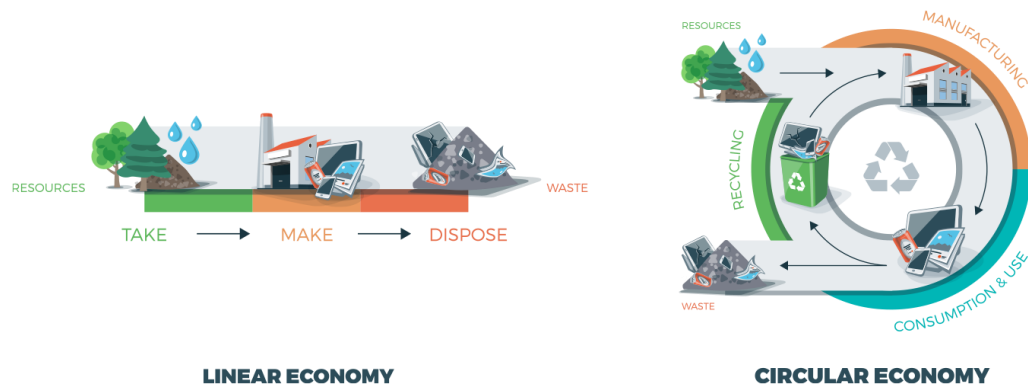 RESOURCES
WASTE
TAKE
MAKE
DISPOSE
LINEAR ECONOMY
RESOURCES
MANUFACTURING
RECYCLING
CONSUMPTION & USE
WASTE
CIRCULAR ECONOMY